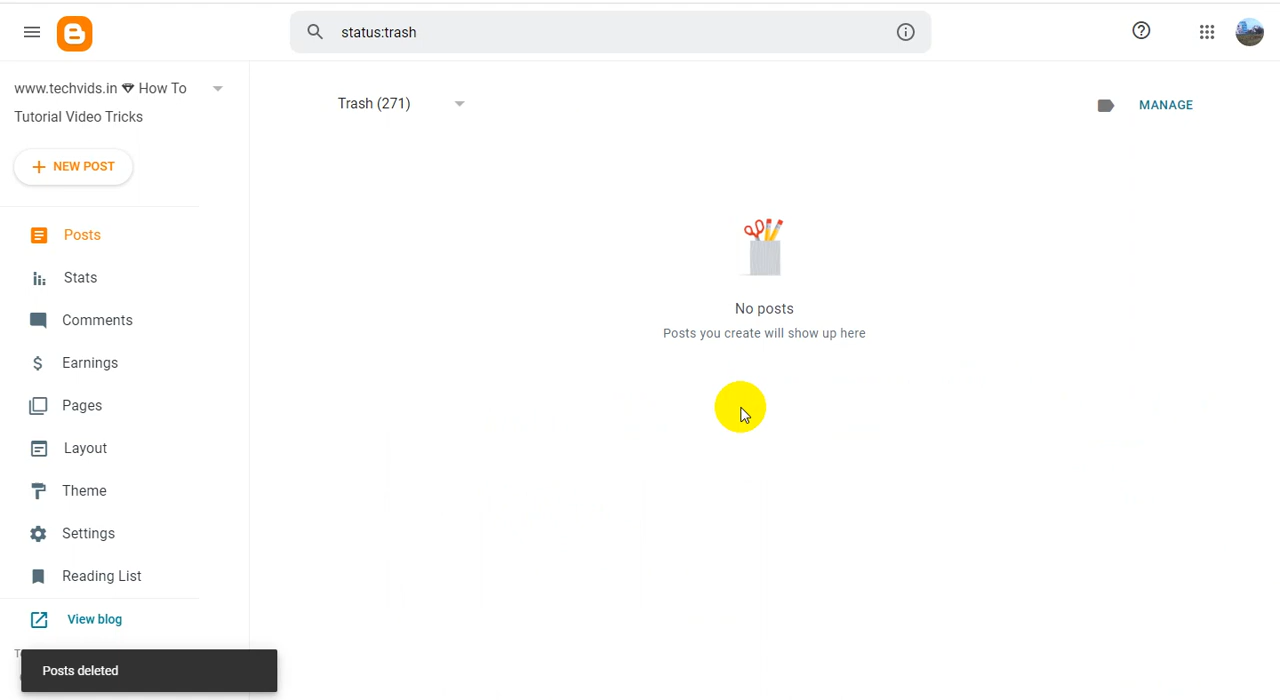 status:trash
www.techvids.in How To
Tutorial Video Tricks
Trash (271)
MANAGE
NEW POST
Posts
Stats
Comments
Earnings
Pages
Layout
Theme
Settings
Reading List
View blog
No posts
Posts you create will show up here
Posts deleted